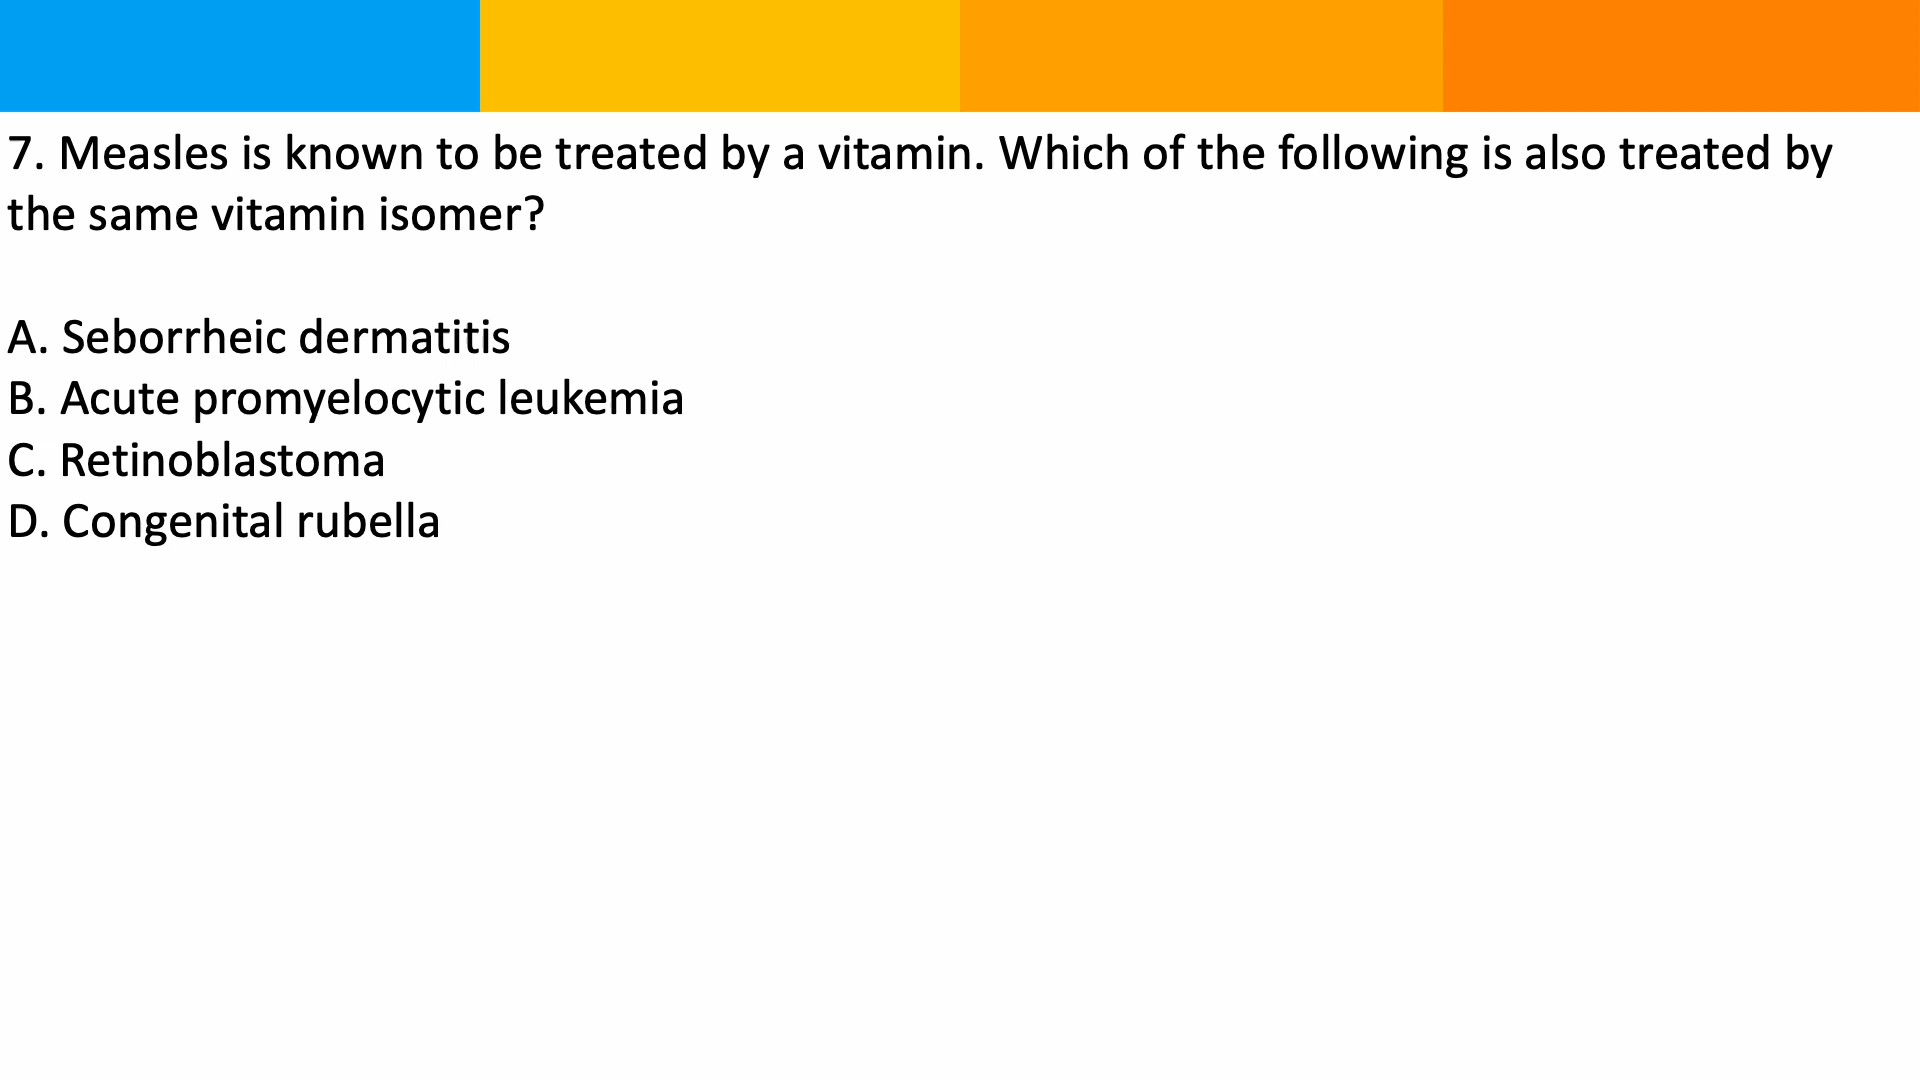 7. Measles is known to be treated by a vitamin. Which of the following is also treated by
the same vitamin isomer?
A. Seborrheic dermatitis
B. Acute promyelocytic leukemia
C. Retinoblastoma
D. Congenital rubella